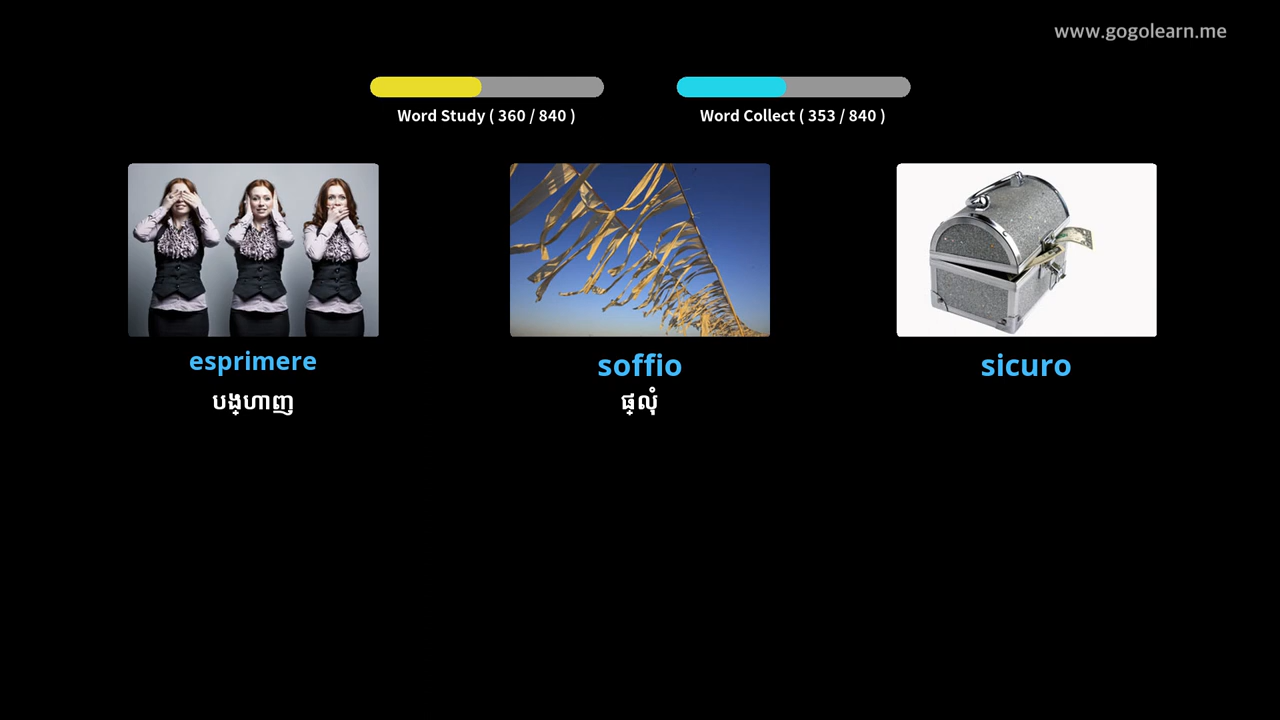 www.gogolearn.me
Word Study ( 360 / 840 )
Word Collect ( 353 / 840 )
esprimere
បង្ហាញ
soffio
ផ្លុំ
sicuro